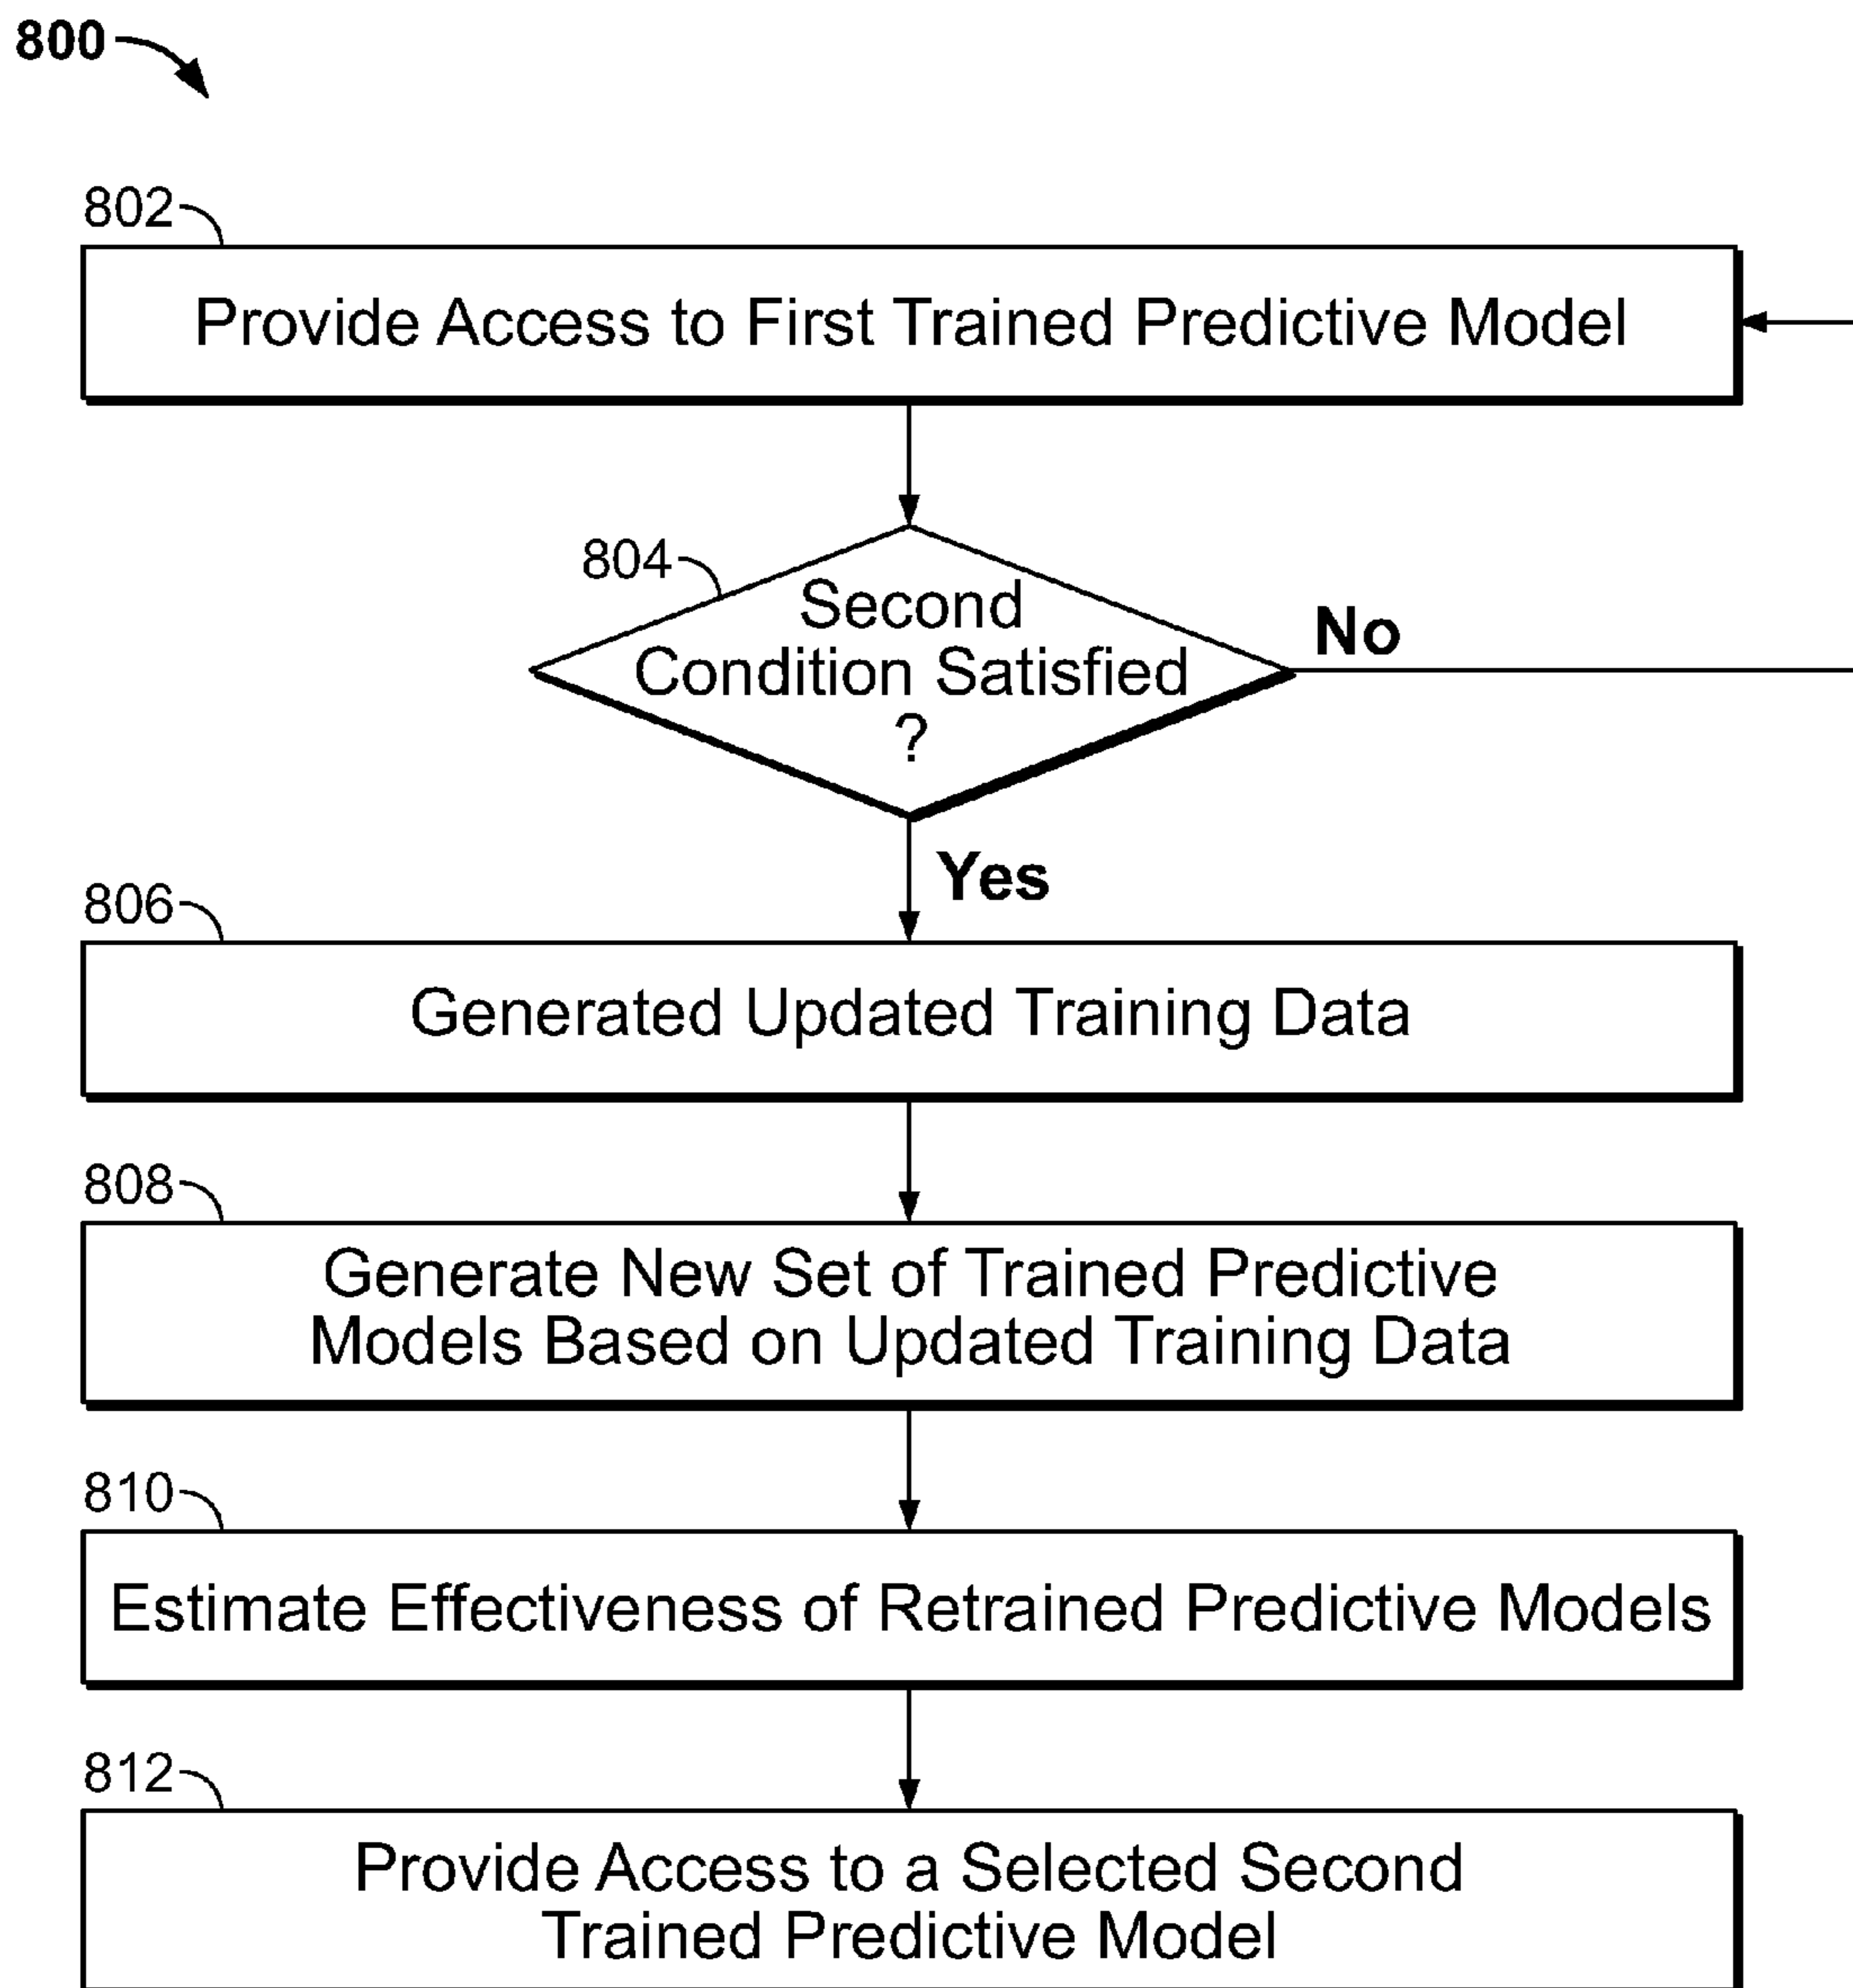 800
802
Provide Access to First Trained Predictive Model
804
Second
Condition Satisfied
?
No
Yes
806
Generated Updated Training Data
808
Generate New Set of Trained Predictive
Models Based on Updated Training Data
810
Estimate Effectiveness of Retrained Predictive Models
812
Provide Access to a Selected Second
Trained Predictive Model